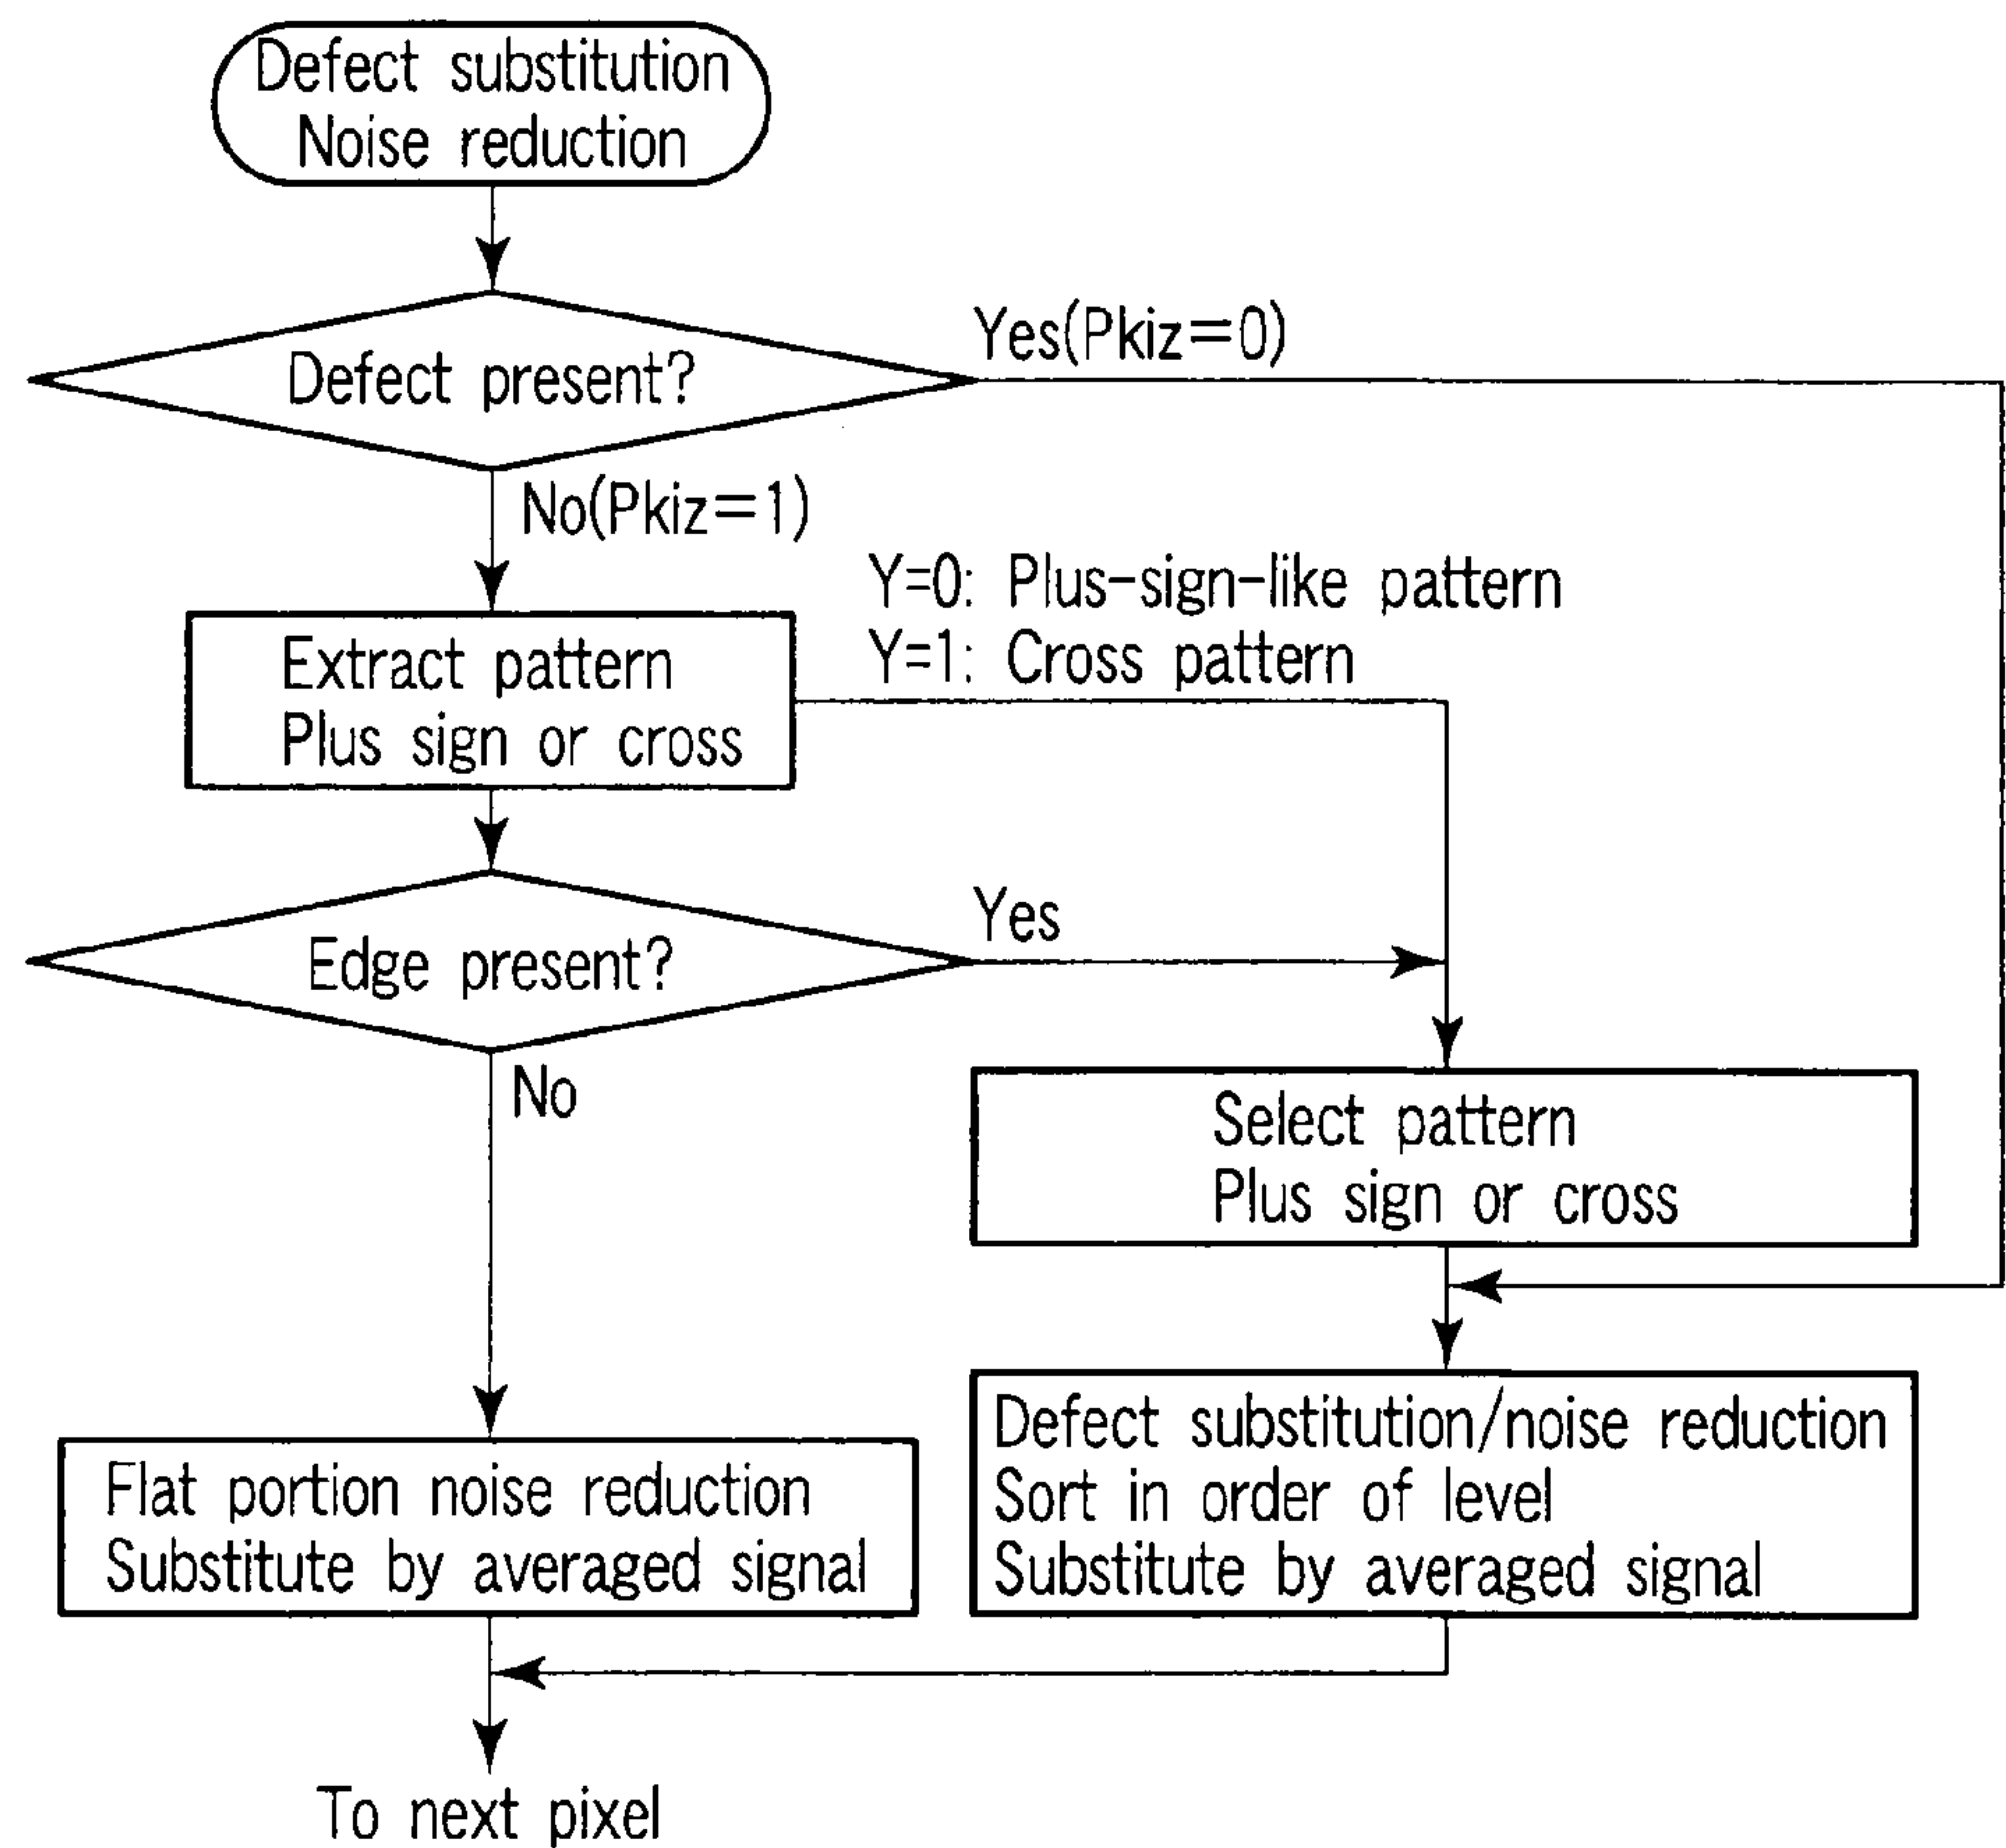 Defect substitution
Noise reduction
Yes(Pkiz=0)
Defect present?
No(Pkiz=1)
Y=0: Plus-sign-like pattern
Y=1: Cross pattern
Extract pattern
Plus sign or cross
Yes
Edge present?
No
Select pattern
Plus sign or cross
Defect substitution/noise reduction
Sort in order of level
Substitute by averaged signal
Flat portion noise reduction
Substitute by averaged signal
To next pixel